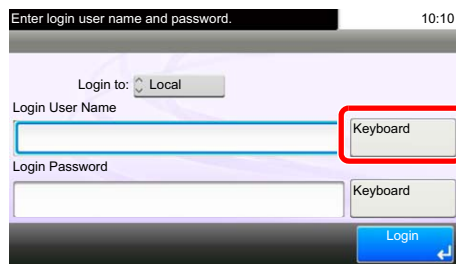 Enter login user name and password. 10:10
Login to: Local
Login User Name
Keyboard
Login Password
Keyboard
Login